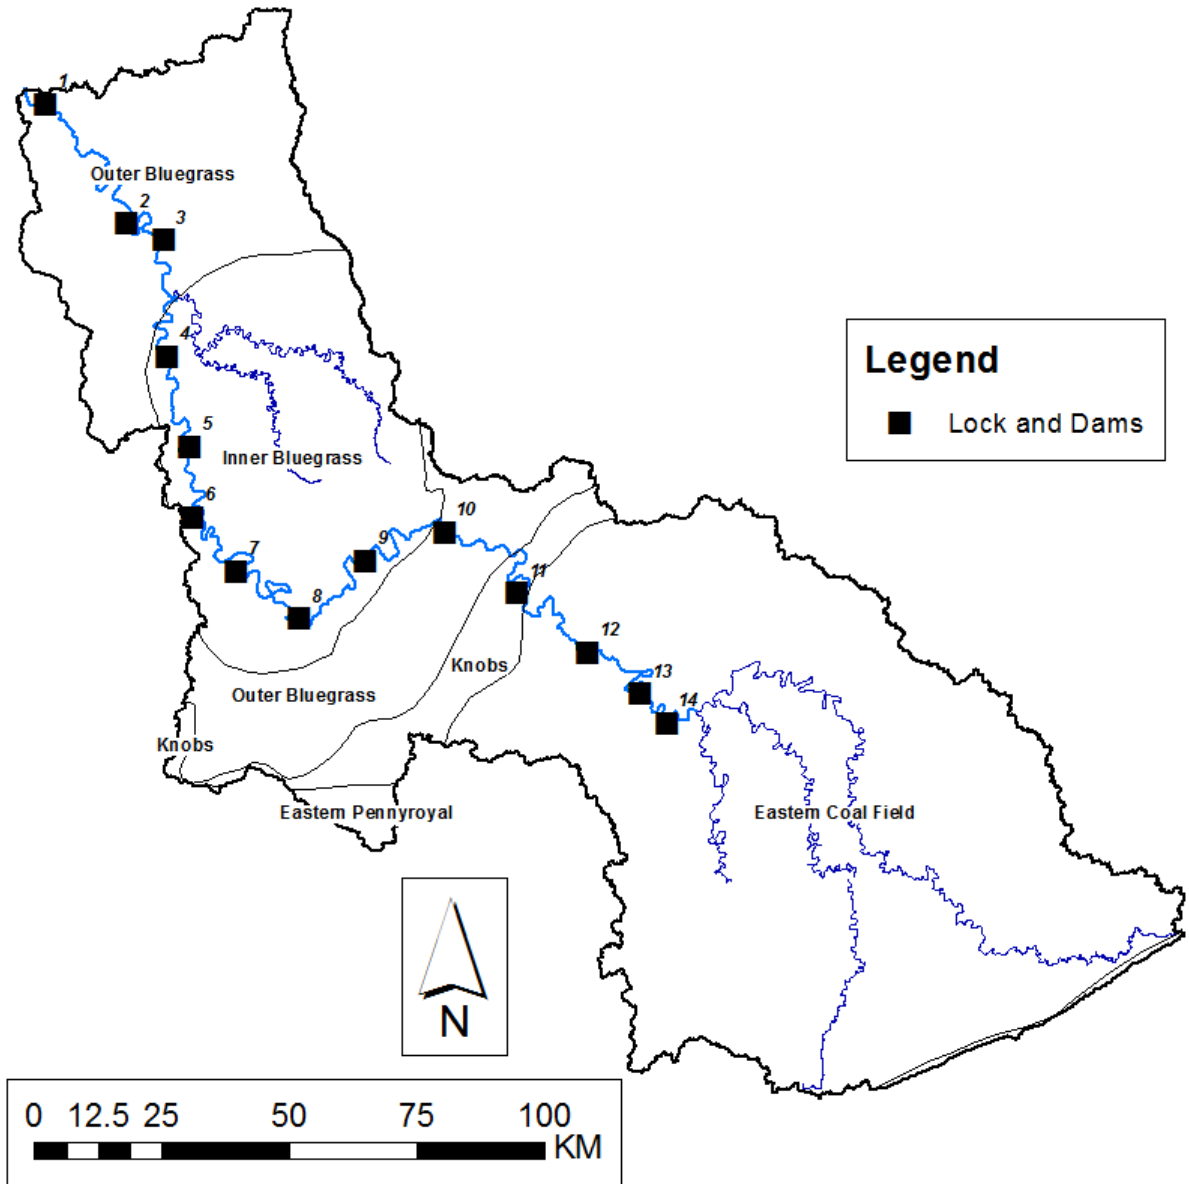 1
Outer Bluegrass
2
3
4
Legend
Lock and Dams
5
Inner Bluegrass
6
7
8
9
10
11
12
Knobs
13
Outer Bluegrass
14
Knobs
Eastern Pennyroyal
Eastern Coal Field
N
0 12.5 25 50 75 100
KM